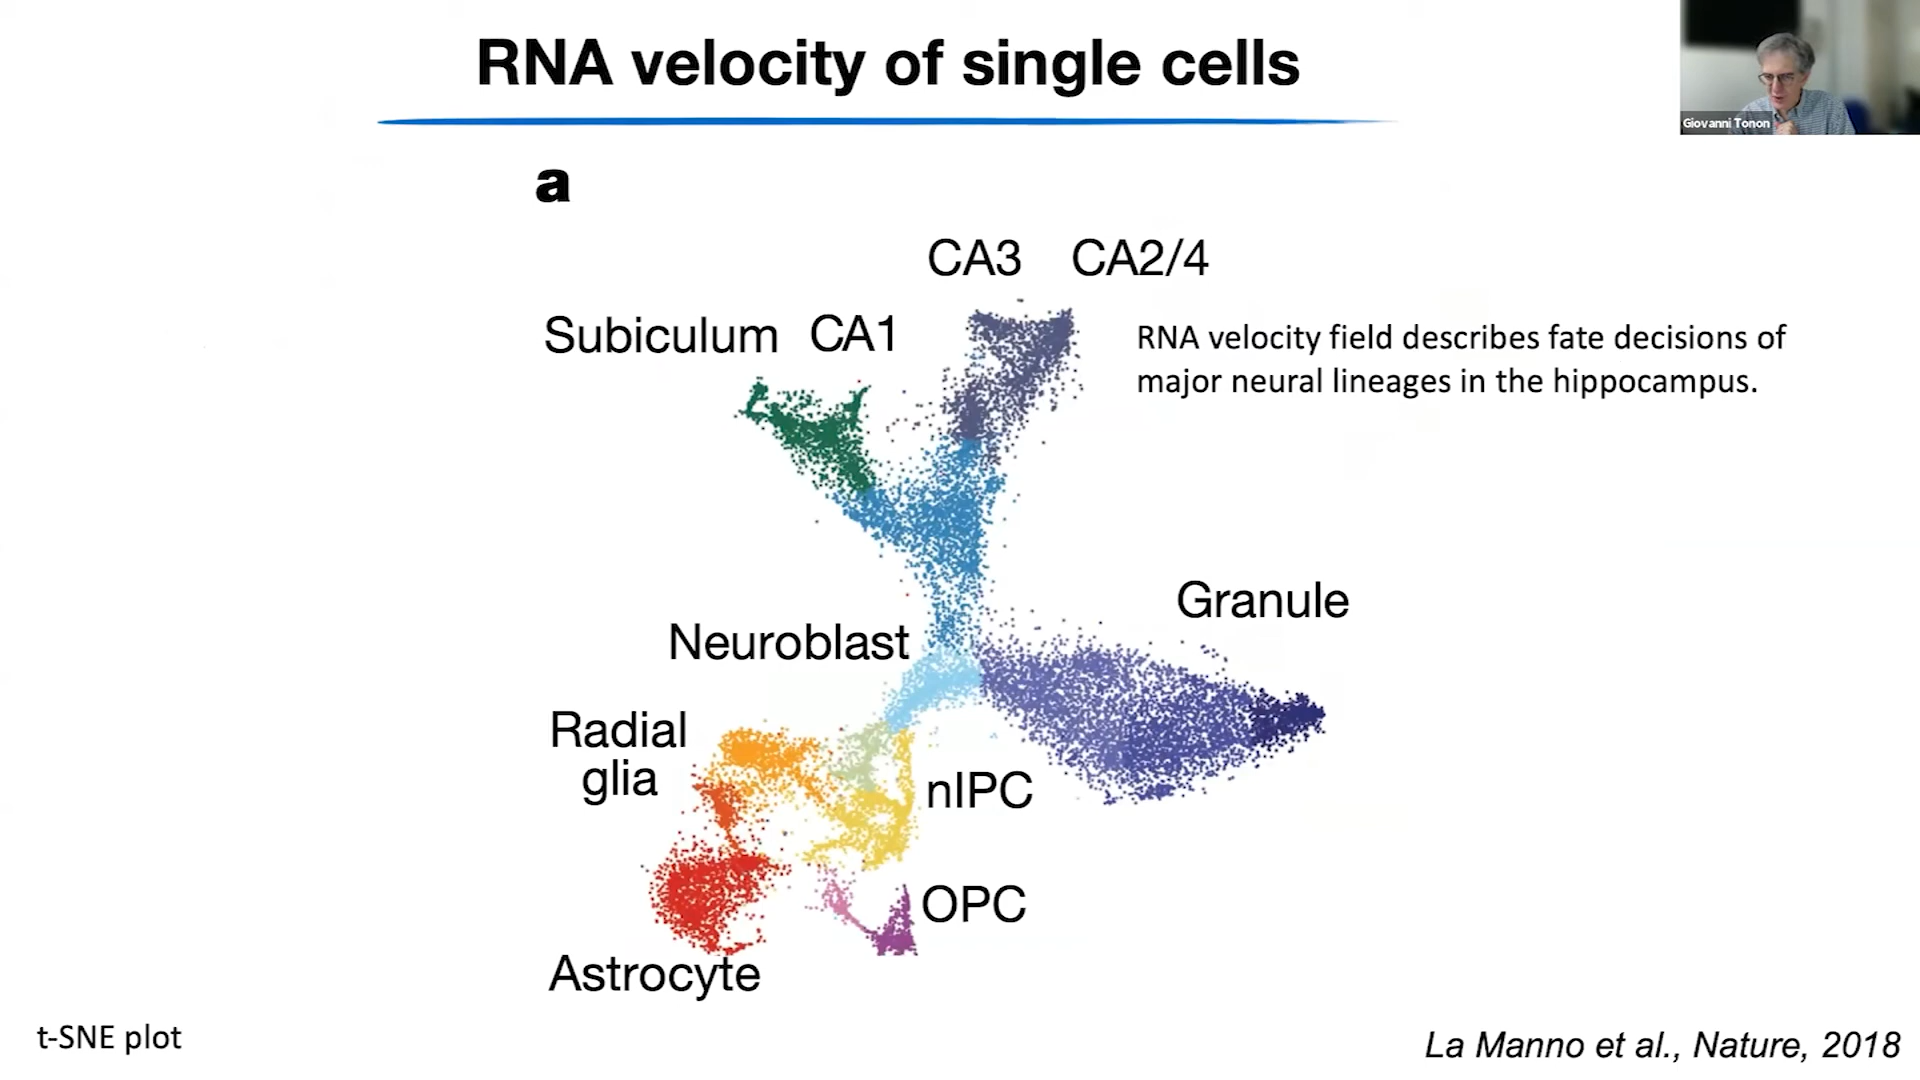 RNA velocity of single cells
Giovanni Tonon
a
CA3 CA2/4
Subiculum CA1
RNA velocity field describes fate decisions of
major neural lineages in the hippocampus.
Granule
Neuroblast
Radial
glia
nIPC
OPC
Astrocyte
t-SNE plot
La Manno et al., Nature, 2018